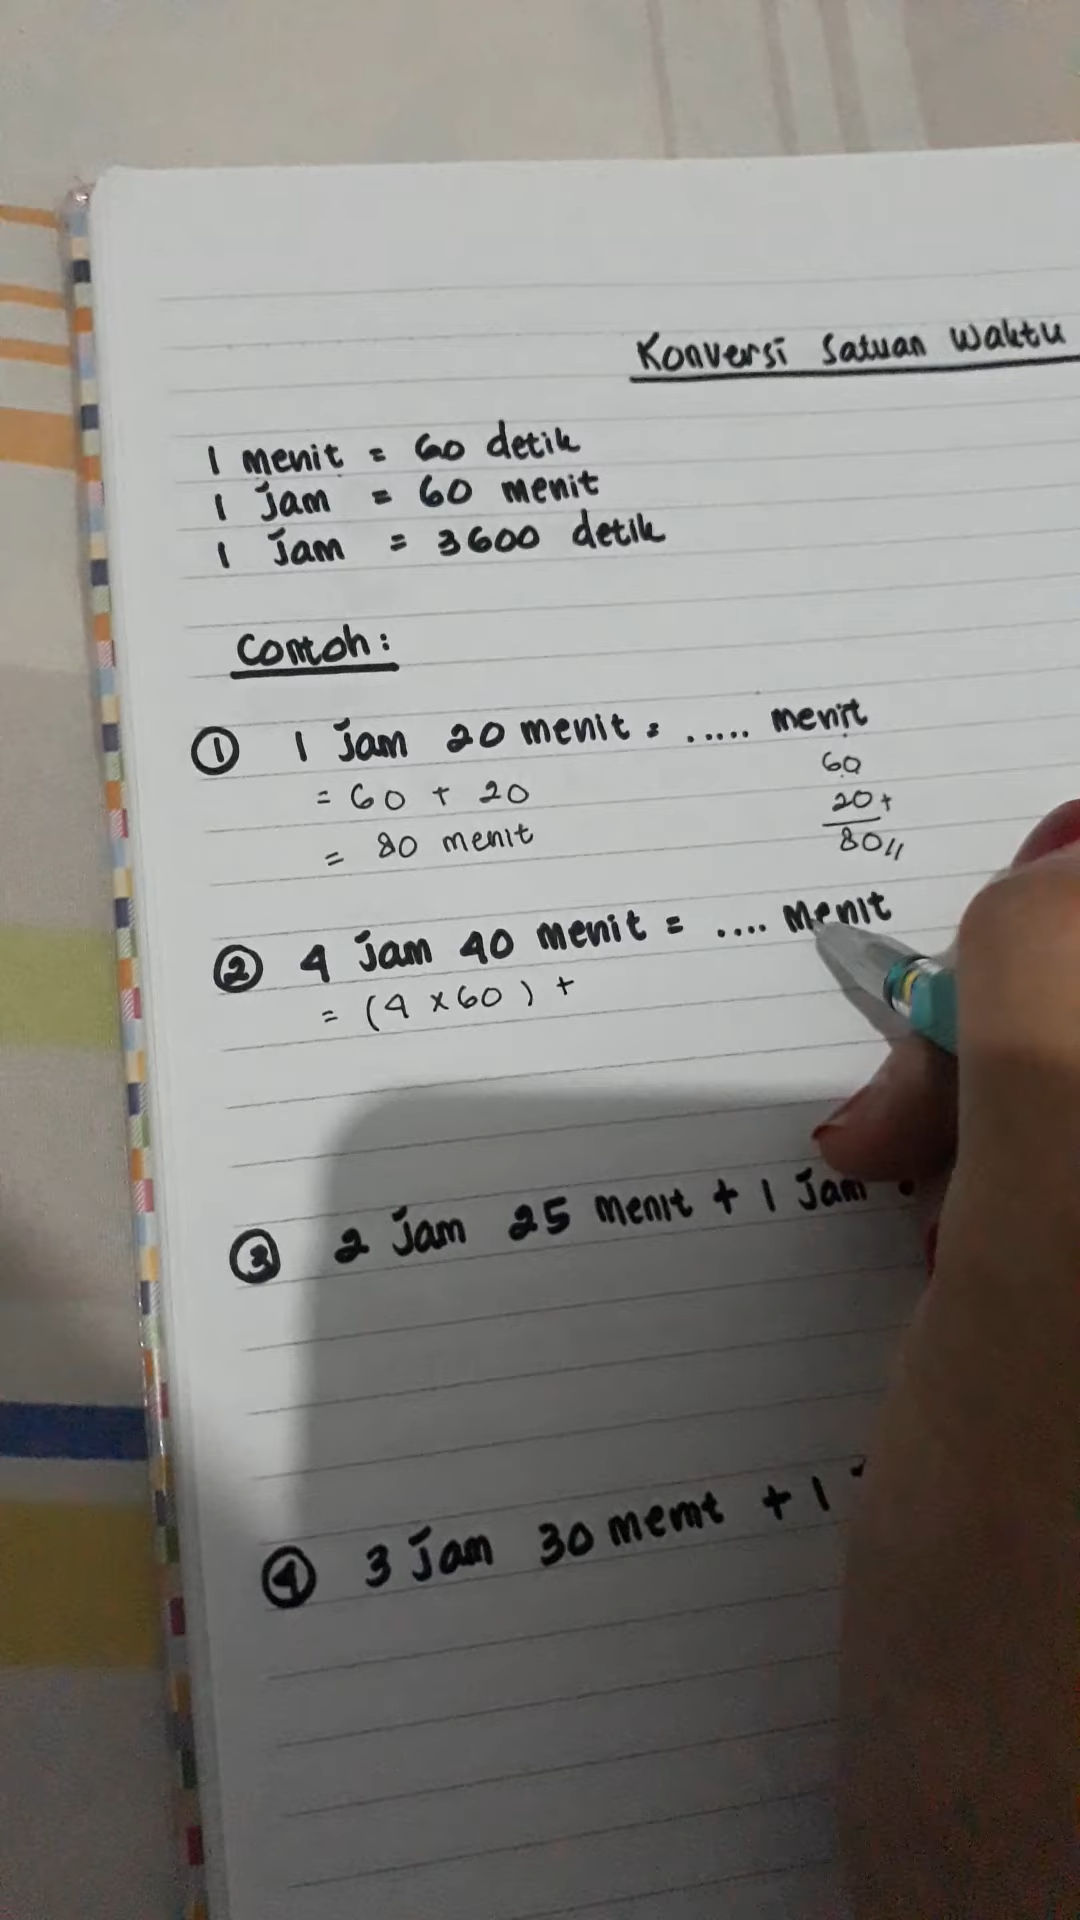 Konversi Satuan Waktu
1 menit = 60 detik
1 Jam = 60 menit
1 Jam = 3600 detik
Contoh:
① 1 Jam 20 menit = ..... menit
= 60 + 20
= 80 menit
60
20 +
80 //
② 4 Jam 40 menit = .... Menit
= (4 x 60) +
③ 2 Jam 25 menit + 1 Jam
④ 3 Jam 30 menit + 1